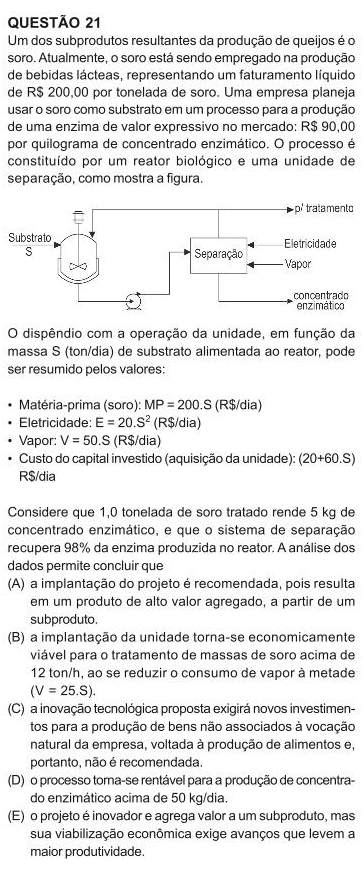 QUESTÃO 21
Um dos subprodutos resultantes da produção de queijos é o
soro. Atualmente, o soro está sendo empregado na produção
de bebidas lácteas, representando um faturamento líquido
de R$ 200,00 por tonelada de soro. Uma empresa planeja
usar o soro como substrato em um processo para a produção
de uma enzima de valor expressivo no mercado: R$ 90,00
por quilograma de concentrado enzimático. O processo é
constituído por um reator biológico e uma unidade de
separação, como mostra a figura.
p/ tratamento
Substrato
S
Separação
Eletricidade
Vapor
concentrado
enzimático
O dispêndio com a operação da unidade, em função da
massa S (ton/dia) de substrato alimentada ao reator, pode
ser resumido pelos valores:
• Matéria-prima (soro): MP = 200.S (R$/dia)
• Eletricidade: E = 20.S² (R$/dia)
• Vapor: V = 50.S (R$/dia)
• Custo do capital investido (aquisição da unidade): (20+60.S)
R$/dia
Considere que 1,0 tonelada de soro tratado rende 5 kg de
concentrado enzimático, e que o sistema de separação
recupera 98% da enzima produzida no reator. A análise dos
dados permite concluir que
(A) a implantação do projeto é recomendada, pois resulta
em um produto de alto valor agregado, a partir de um
subproduto.
(B) a implantação da unidade torna-se economicamente
viável para o tratamento de massas de soro acima de
12 ton/h, ao se reduzir o consumo de vapor à metade
(V = 25.S).
(C) a inovação tecnológica proposta exigirá novos investimen-
tos para a produção de bens não associados à vocação
natural da empresa, voltada à produção de alimentos e,
portanto, não é recomendada.
(D) o processo torna-se rentável para a produção de concentra-
do enzimático acima de 50 kg/dia.
(E) o projeto é inovador e agrega valor a um subproduto, mas
sua viabilização econômica exige avanços que levem a
maior produtividade.